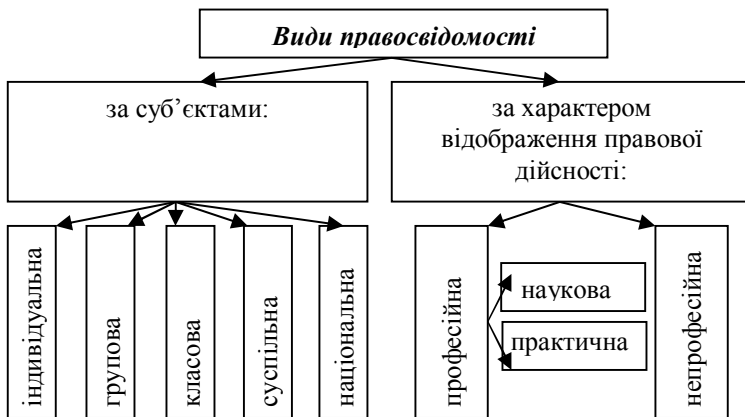 Види правосвідомості
за суб’єктами:
за характером
відображення правової
дійсності:
індивідуальна
групова
класова
суспільна
національна
професійна
наукова
практична
непрофесійна